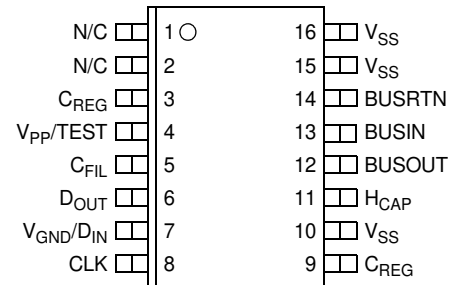 N/C 1 16 VSS
N/C 2 15 VSS
CREG 3 14 BUSRTN
VPP/TEST 4 13 BUSIN
CFIL 5 12 BUSOUT
DOUT 6 11 HCAP
VGND/DIN 7 10 VSS
CLK 8 9 CREG